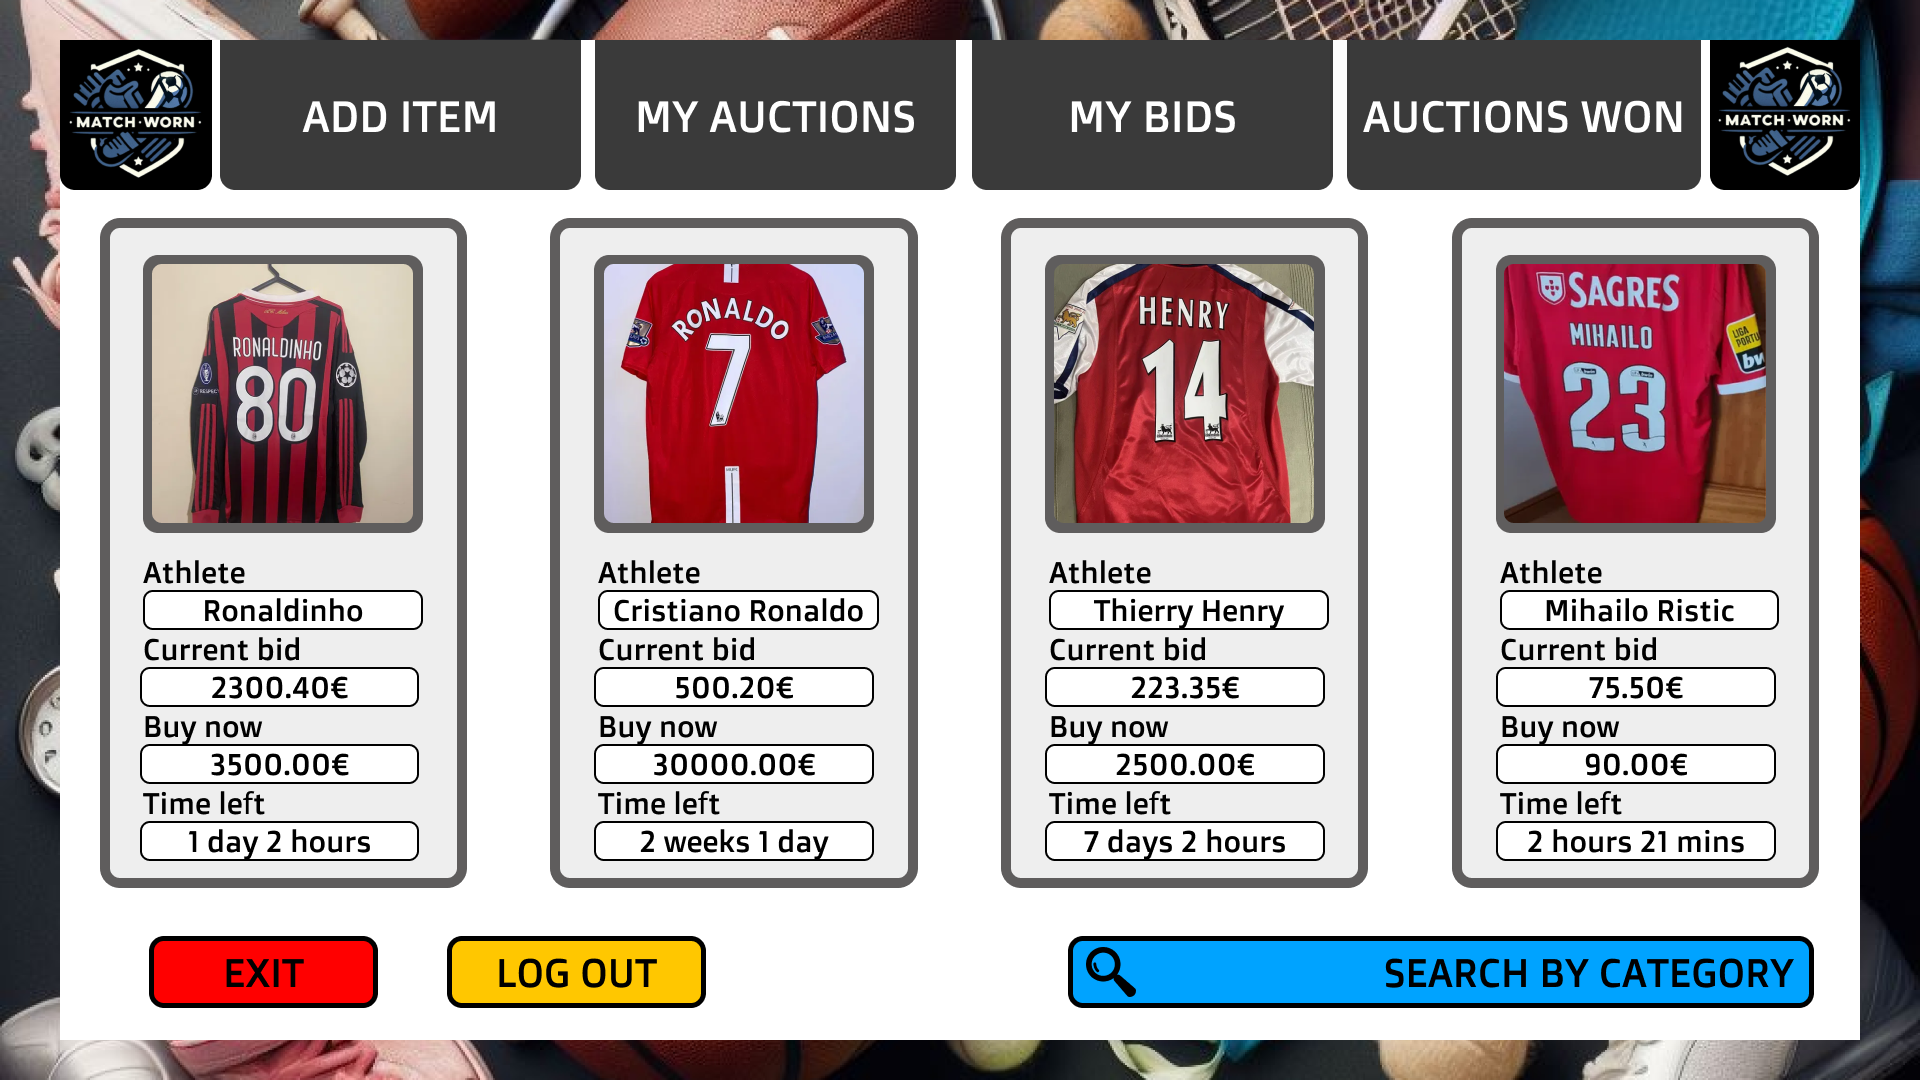 MATCH·WORN
ADD ITEM
MY AUCTIONS
MY BIDS
AUCTIONS WON
MATCH·WORN
RONALDINHO
80
RESPECT
RONALDO
7
HENRY
14
SAGRES
MIHAILO
23
LIGA
PORTU
bw
Athlete
Ronaldinho
Current bid
2300.40€
Buy now
3500.00€
Time left
1 day 2 hours
Athlete
Cristiano Ronaldo
Current bid
500.20€
Buy now
30000.00€
Time left
2 weeks 1 day
Athlete
Thierry Henry
Current bid
223.35€
Buy now
2500.00€
Time left
7 days 2 hours
Athlete
Mihailo Ristic
Current bid
75.50€
Buy now
90.00€
Time left
2 hours 21 mins
EXIT
LOG OUT
SEARCH BY CATEGORY